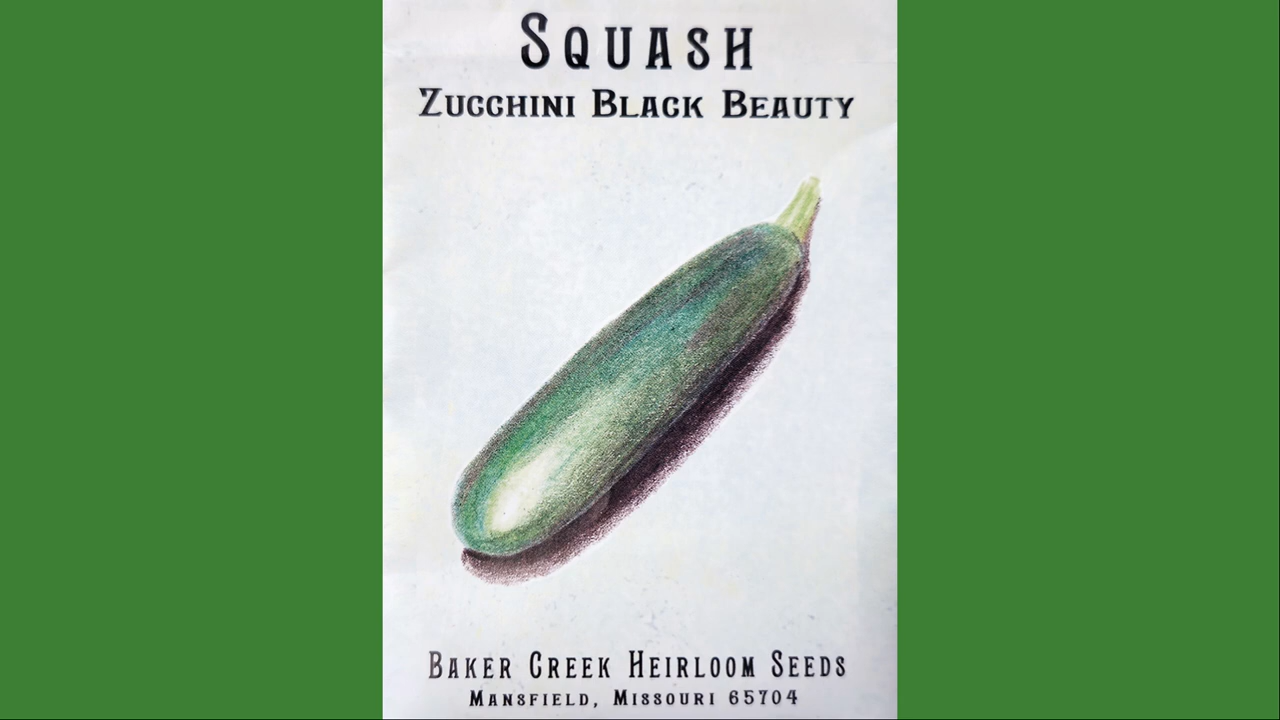 Squash
Zucchini Black Beauty
Baker Creek Heirloom Seeds
Mansfield, Missouri 65704